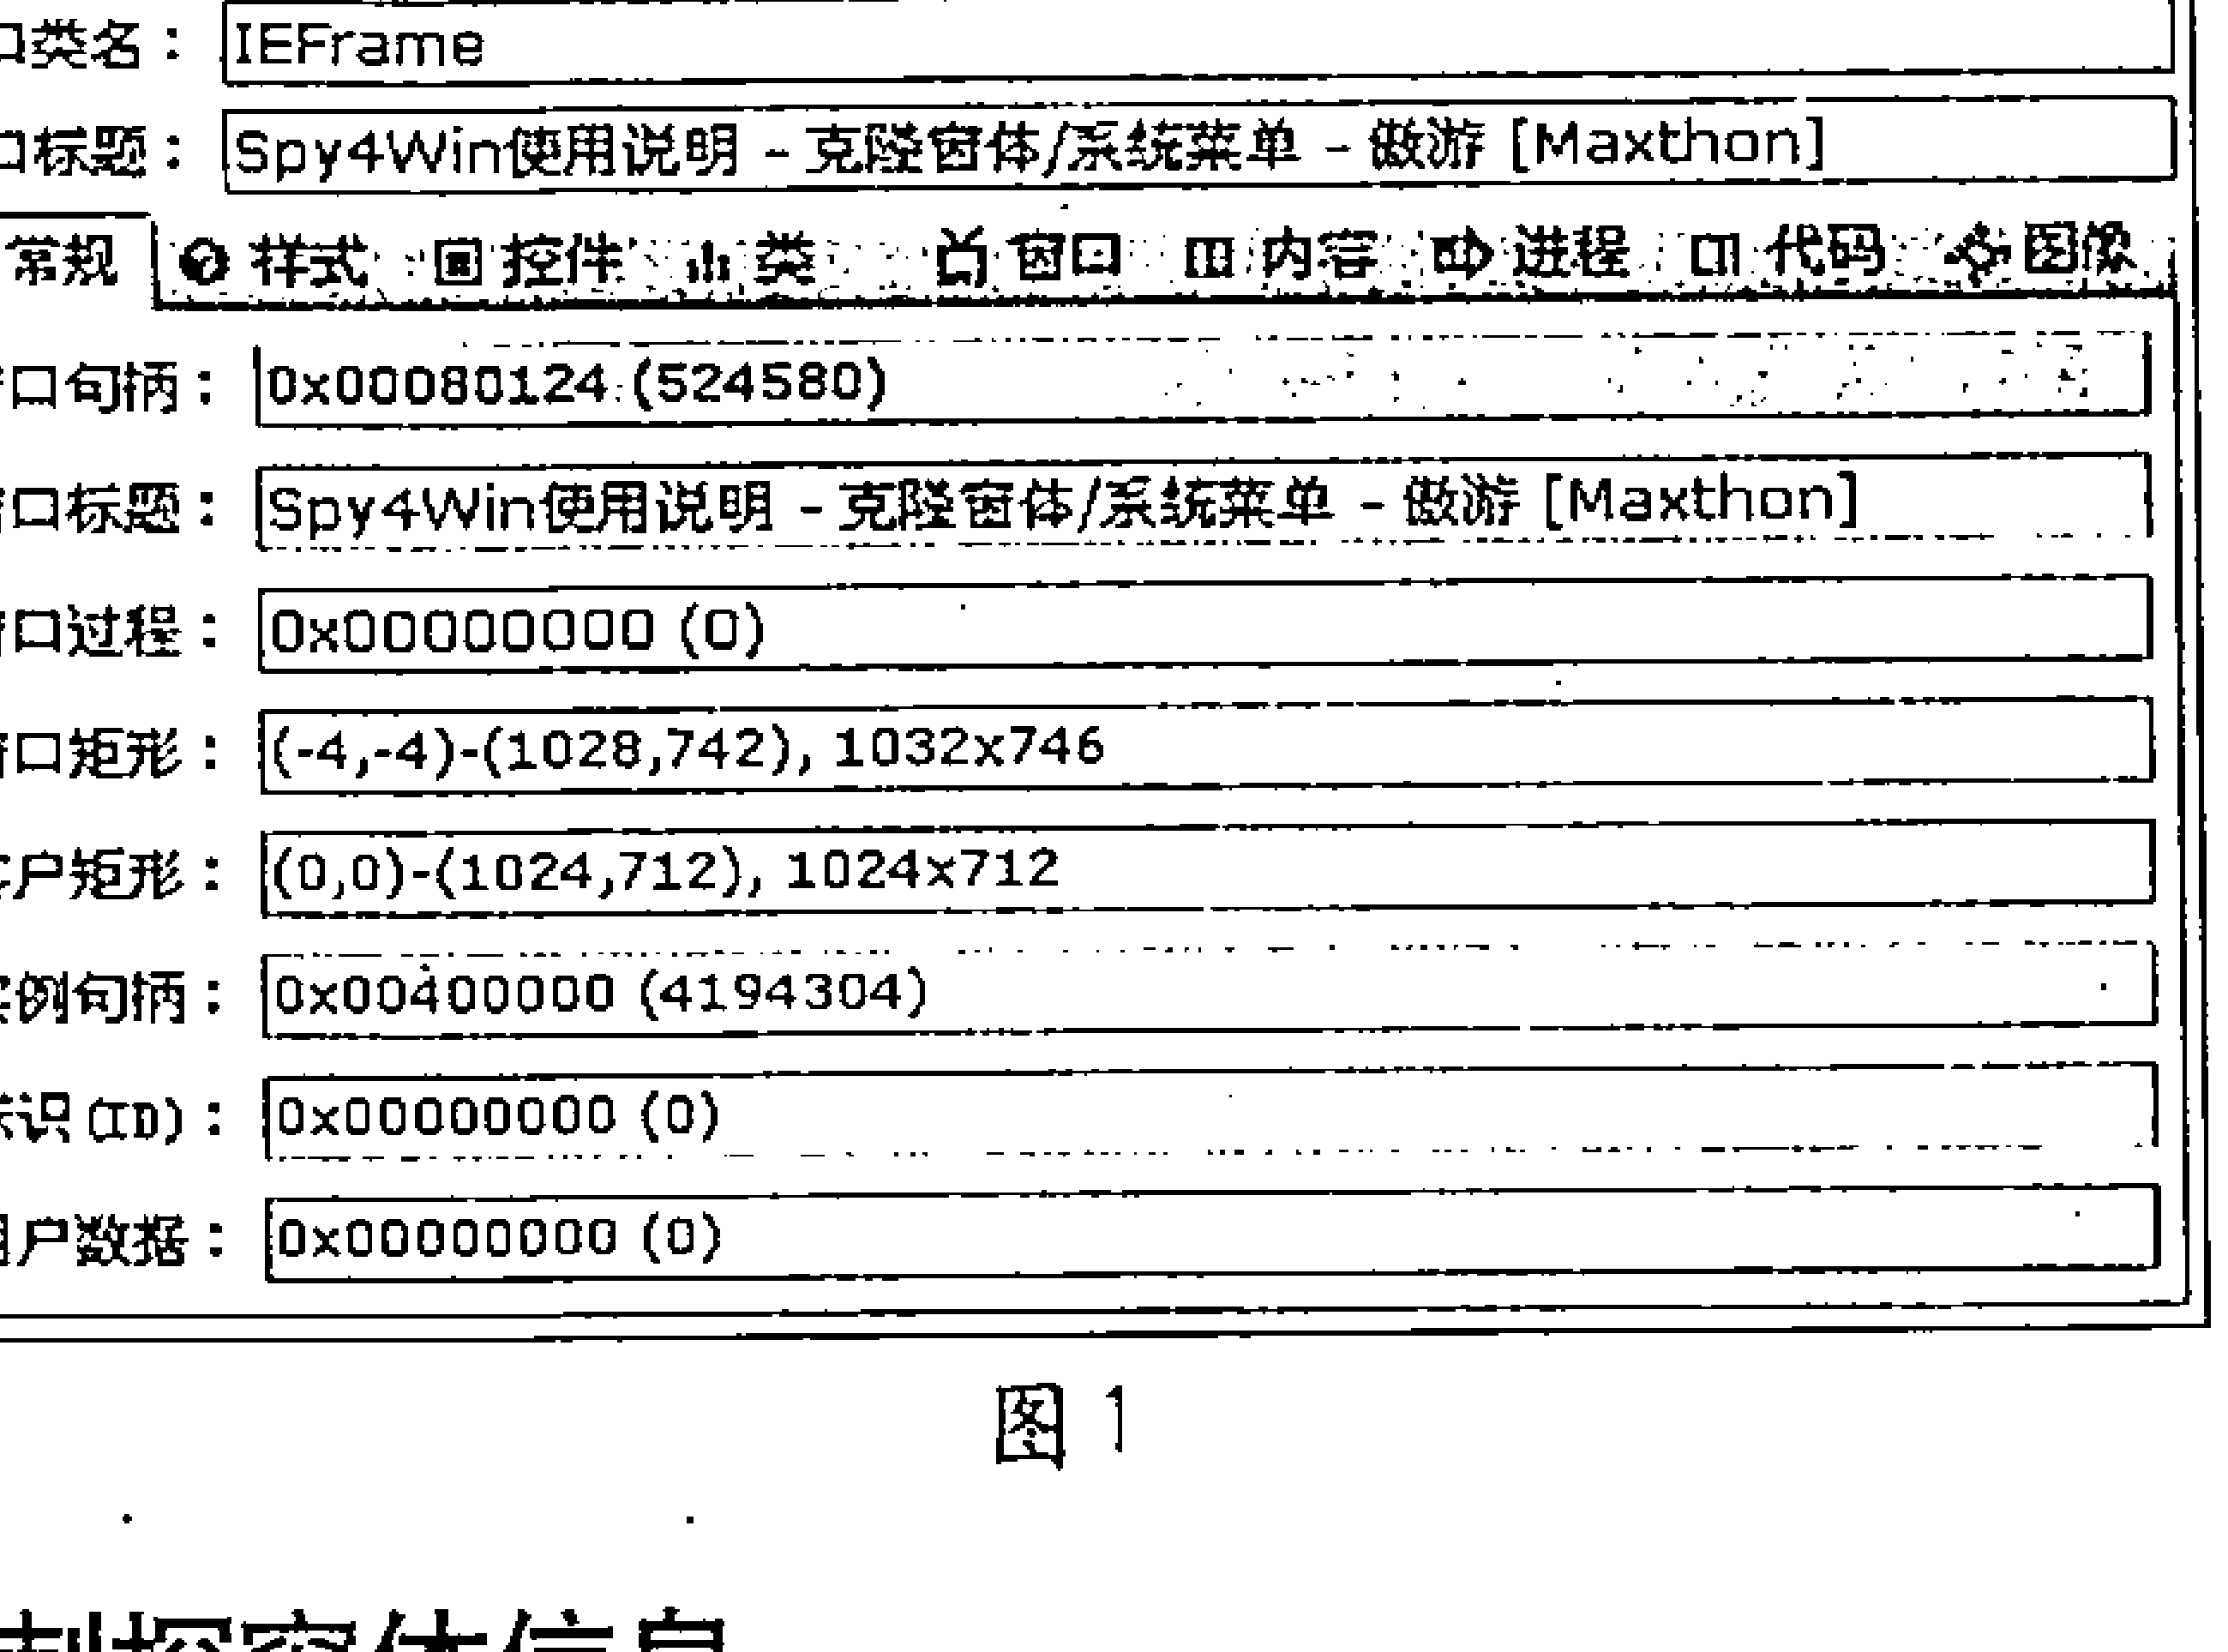 口类名： IEFrame
口标题： Spy4Win使用说明 - 克隆窗体/系统菜单 - 傲游 [Maxthon]
常规 样式 控件 类 窗口 内容 进程 代码 图像
口句柄： 0x00080124 (524580)
口标题： Spy4Win使用说明 - 克隆窗体/系统菜单 - 傲游 [Maxthon]
口过程： 0x00000000 (0)
口矩形： (-4,-4)-(1028,742), 1032x746
户矩形： (0,0)-(1024,712), 1024x712
例句柄： 0x00400000 (4194304)
识(ID)： 0x00000000 (0)
户数据： 0x00000000 (0)
图 1
探窗体信息